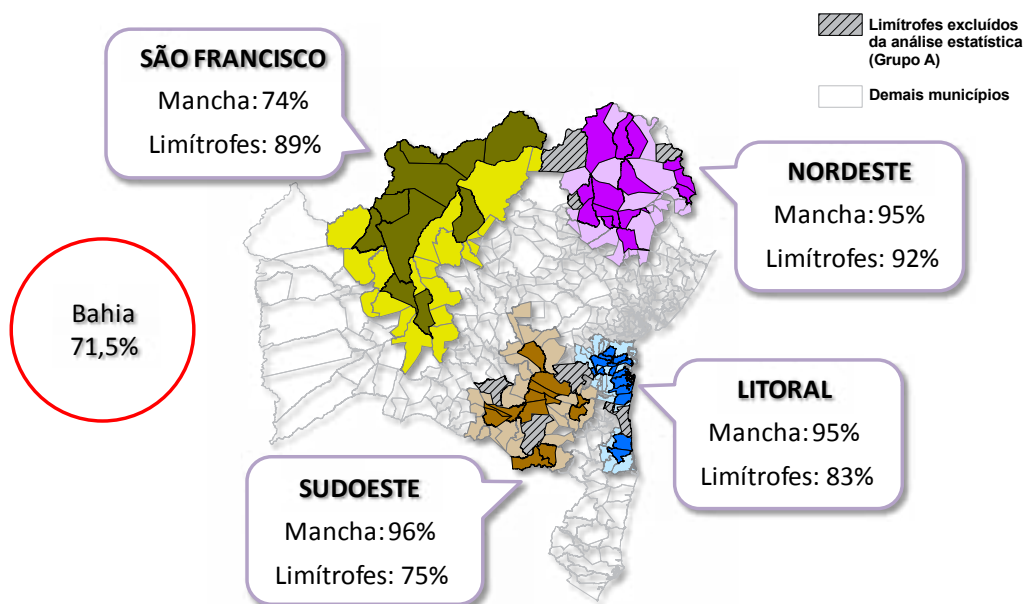 Limítrofes excluídos
da análise estatística
(Grupo A)
Demais municípios
SÃO FRANCISCO
Mancha: 74%
Limítrofes: 89%
NORDESTE
Mancha: 95%
Limítrofes: 92%
Bahia
71,5%
LITORAL
Mancha: 95%
Limítrofes: 83%
SUDOESTE
Mancha: 96%
Limítrofes: 75%